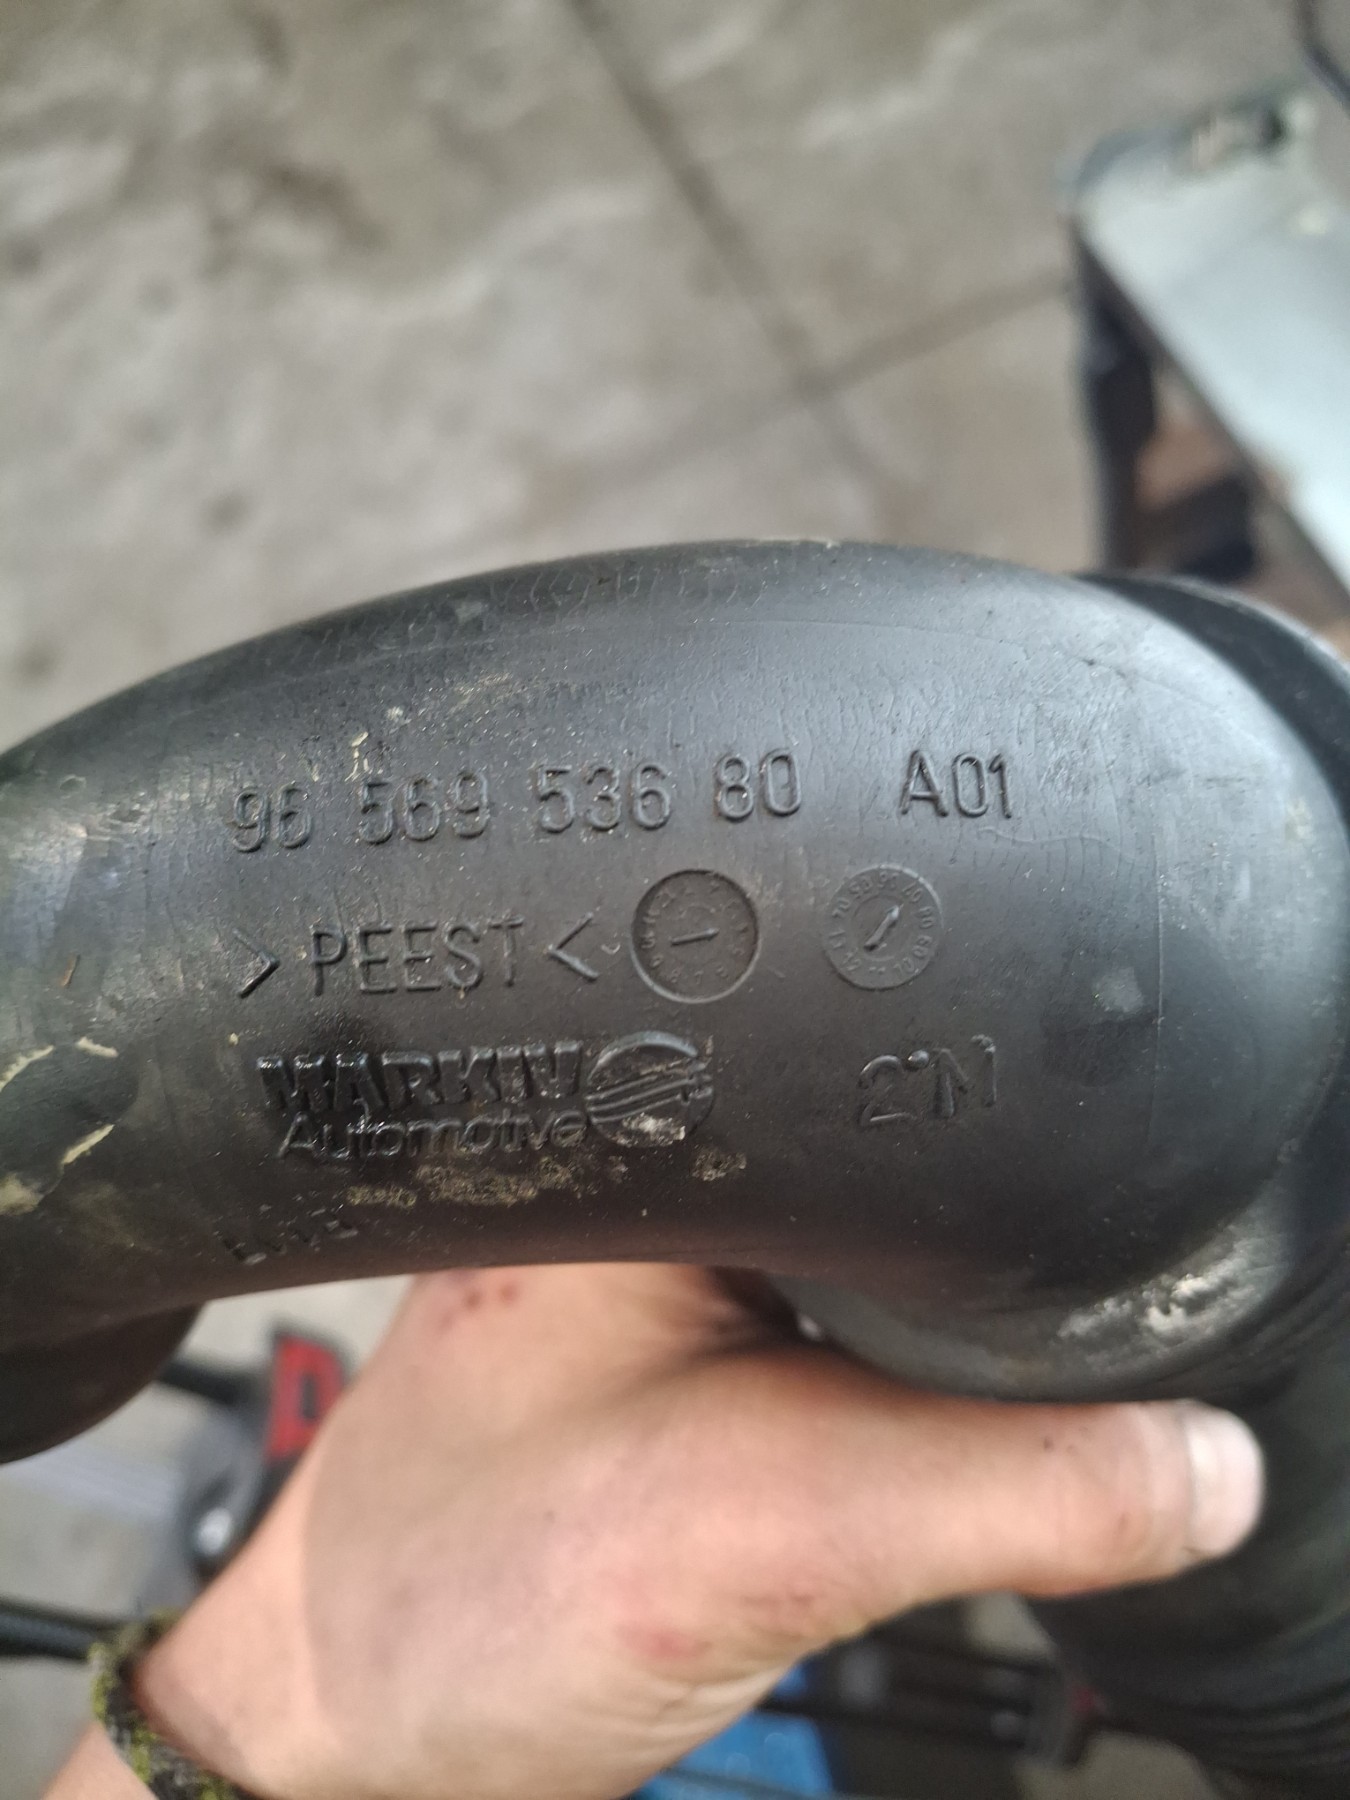 96 569 536 80 A01
>PEEST<
MARKIV
Automotive
2°N